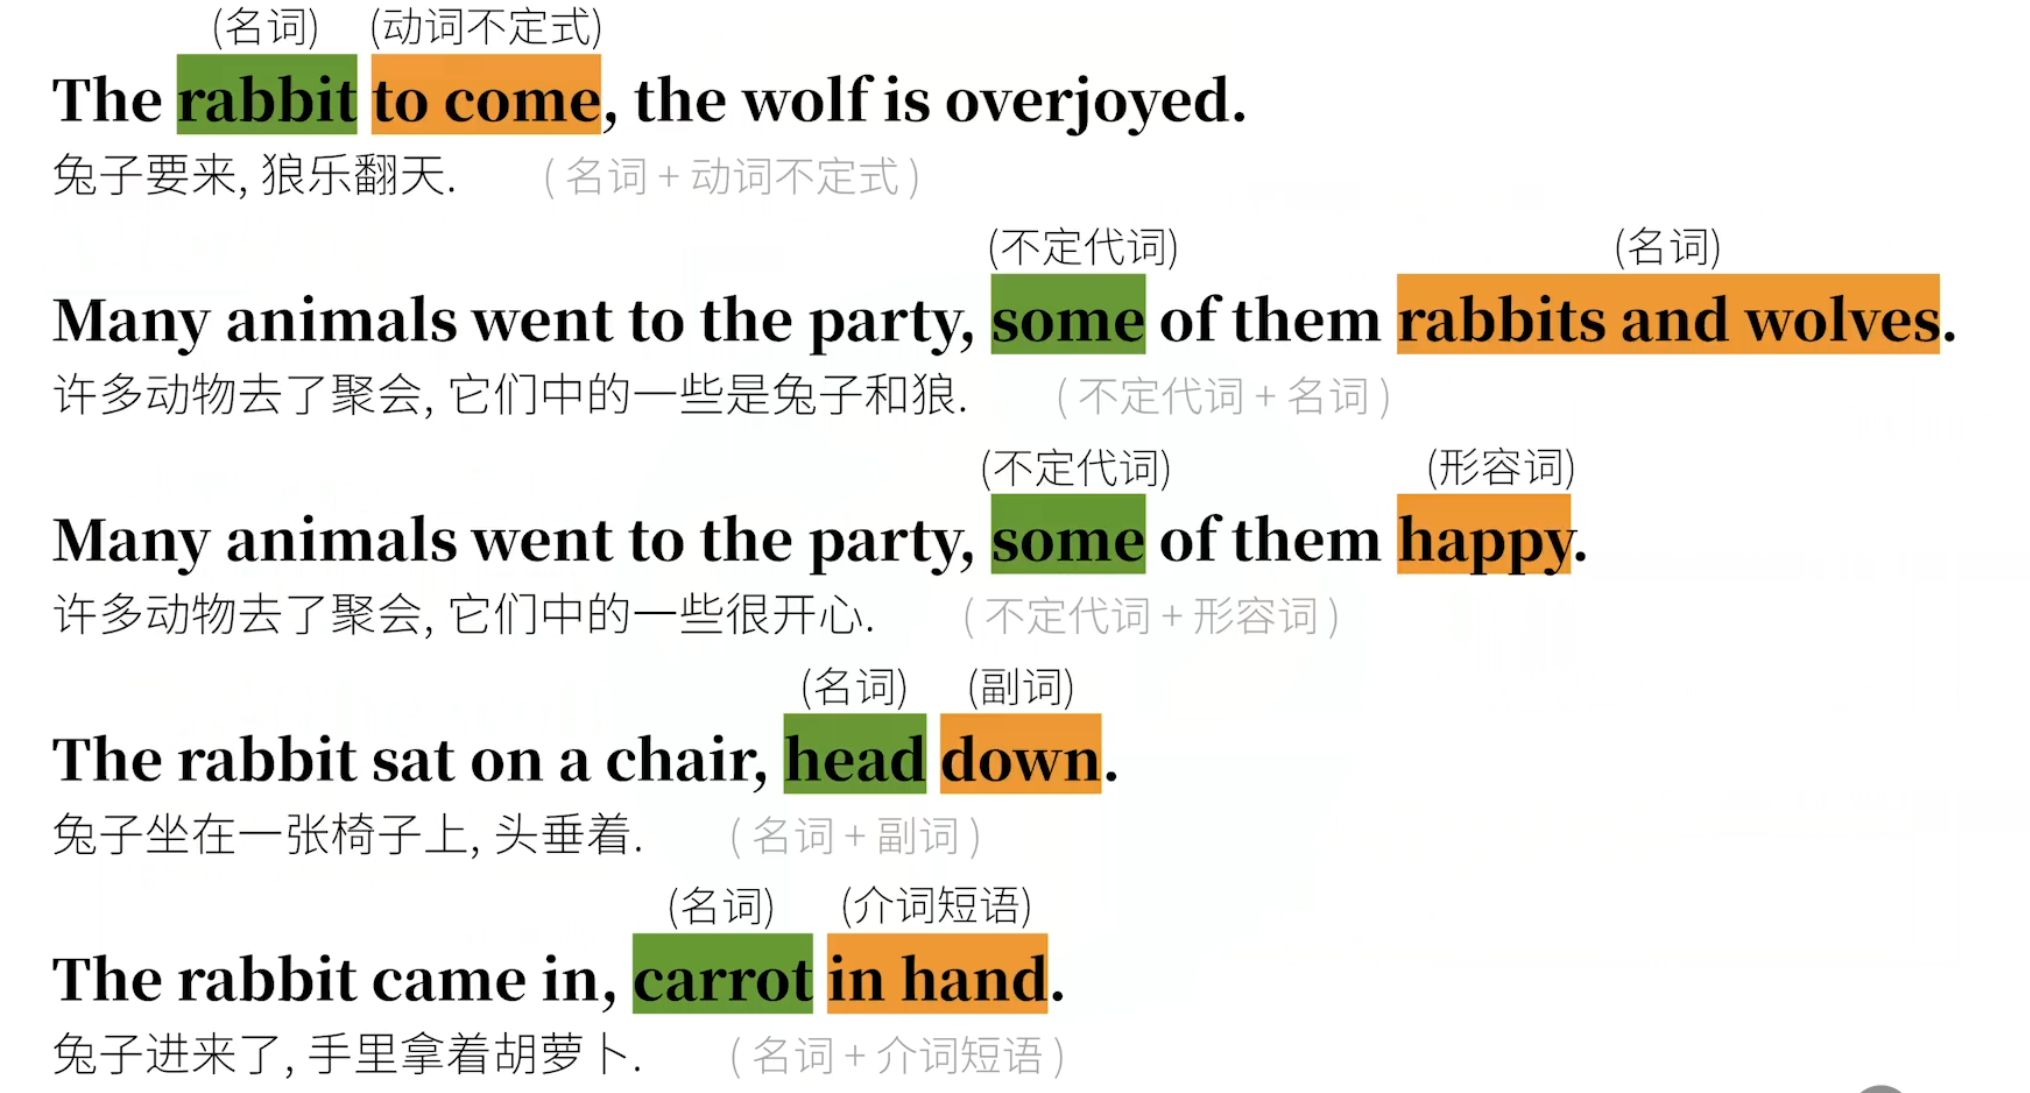 (名词) (动词不定式)
The rabbit to come, the wolf is overjoyed.
兔子要来, 狼乐翻天. ( 名词 + 动词不定式 )
(不定代词) (名词)
Many animals went to the party, some of them rabbits and wolves.
许多动物去了聚会, 它们中的一些是兔子和狼. ( 不定代词 + 名词 )
(不定代词) (形容词)
Many animals went to the party, some of them happy.
许多动物去了聚会, 它们中的一些很开心. ( 不定代词 + 形容词 )
(名词) (副词)
The rabbit sat on a chair, head down.
兔子坐在一张椅子上, 头垂着. ( 名词 + 副词 )
(名词) (介词短语)
The rabbit came in, carrot in hand.
兔子进来了, 手里拿着胡萝卜. ( 名词 + 介词短语 )